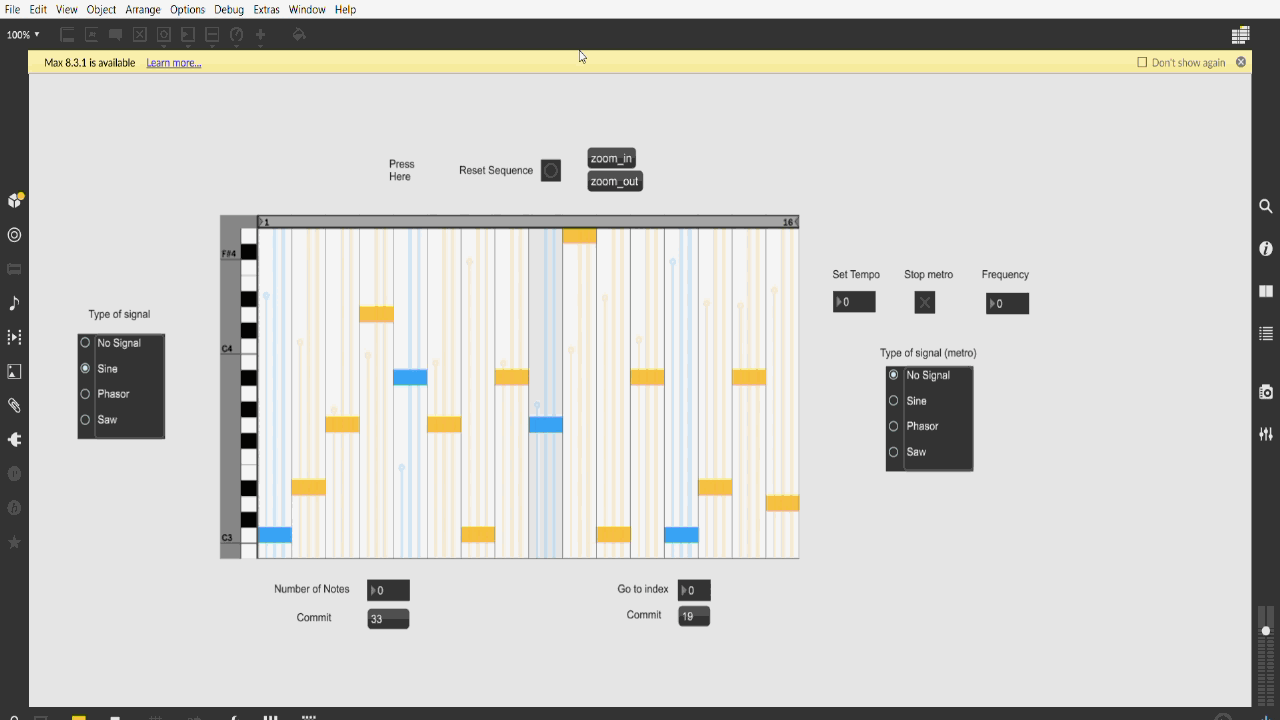 File Edit View Object Arrange Options Debug Extras Window Help
100%
Max 8.3.1 is available Learn more... Don't show again
Press
Here
Reset Sequence
zoom_in
zoom_out
1 16
F#4
C4
C3
Type of signal
No Signal
Sine
Phasor
Saw
Set Tempo Stop metro Frequency
0 0
Type of signal (metro)
No Signal
Sine
Phasor
Saw
Number of Notes 0
Commit 33
Go to index 0
Commit 19